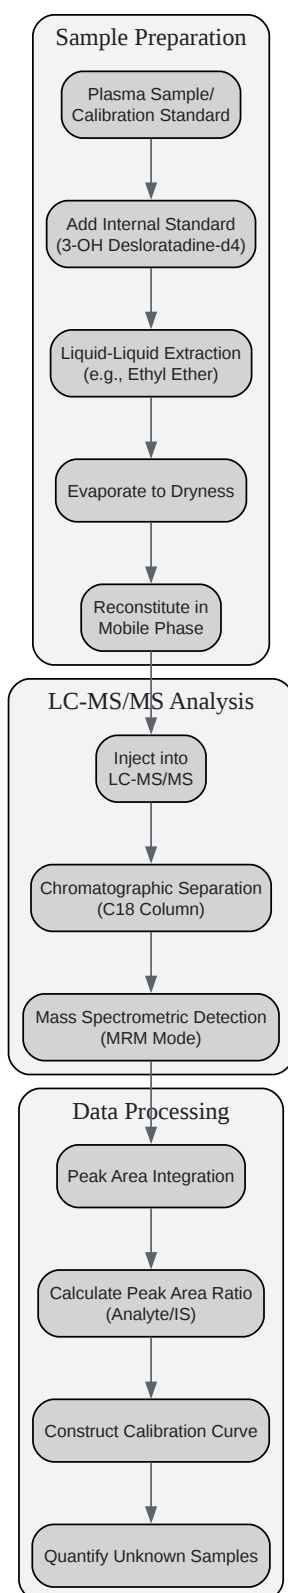 Sample Preparation
Plasma Sample/
Calibration Standard
Add Internal Standard
(3-OH Desloratadine-d4)
Liquid-Liquid Extraction
(e.g., Ethyl Ether)
Evaporate to Dryness
Reconstitute in
Mobile Phase
LC-MS/MS Analysis
Inject into
LC-MS/MS
Chromatographic Separation
(C18 Column)
Mass Spectrometric Detection
(MRM Mode)
Data Processing
Peak Area Integration
Calculate Peak Area Ratio
(Analyte/IS)
Construct Calibration Curve
Quantify Unknown Samples